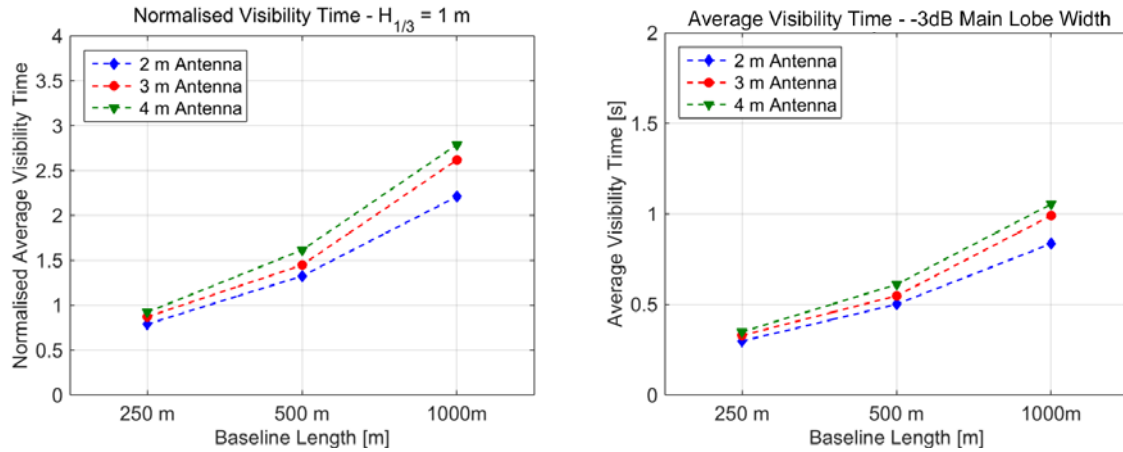 Normalised Visibility Time - H1/3 = 1 m
Normalised Average Visibility Time
4
3.5
3
2.5
2
1.5
1
0.5
0
2 m Antenna
3 m Antenna
4 m Antenna
250 m
500 m
1000m
Baseline Length [m]
Average Visibility Time - -3dB Main Lobe Width
Average Visibility Time [s]
2
1.5
1
0.5
0
2 m Antenna
3 m Antenna
4 m Antenna
250 m
500 m
1000m
Baseline Length [m]